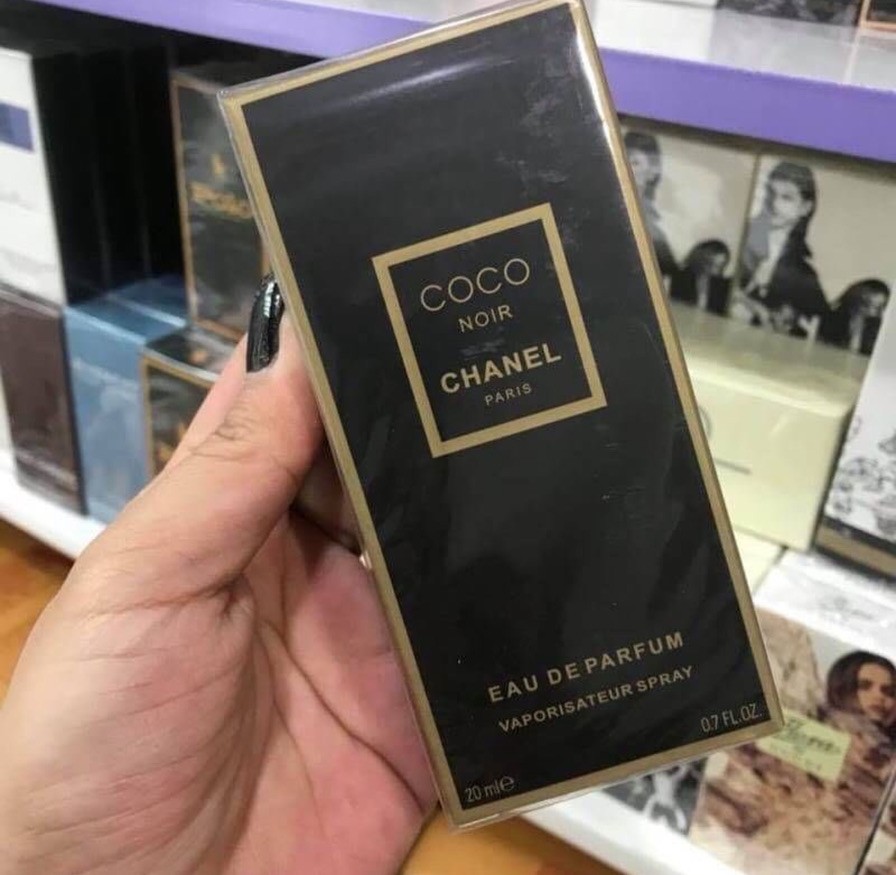 COCO
NOIR
CHANEL
PARIS
EAU DE PARFUM
VAPORISATEUR SPRAY
0.7 FL.OZ.
20 ml℮